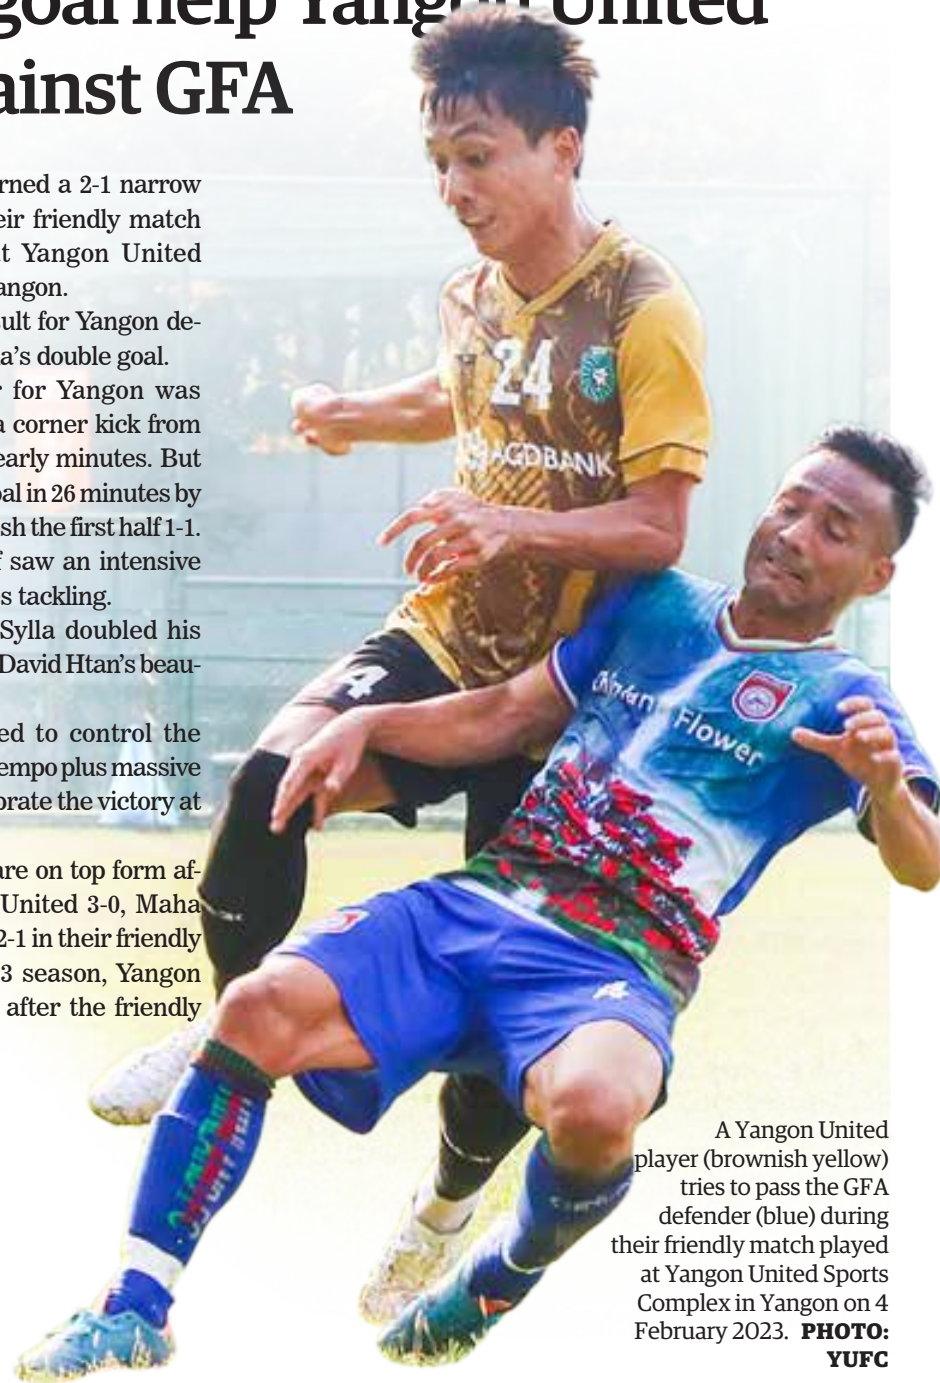 goal help Yangon United
ainst GFA
rned a 2-1 narrow
eir friendly match
t Yangon United
angon.
ult for Yangon de-
a's double goal.
r for Yangon was
a corner kick from
early minutes. But
oal in 26 minutes by
sh the first half 1-1.
f saw an intensive
s tackling.
Sylla doubled his
David Htan's beau-
ed to control the
empo plus massive
brate the victory at
are on top form af-
United 3-0, Maha
2-1 in their friendly
3 season, Yangon
after the friendly
24
AGDBANK
4
Flower
A Yangon United
player (brownish yellow)
tries to pass the GFA
defender (blue) during
their friendly match played
at Yangon United Sports
Complex in Yangon on 4
February 2023. PHOTO:
YUFC